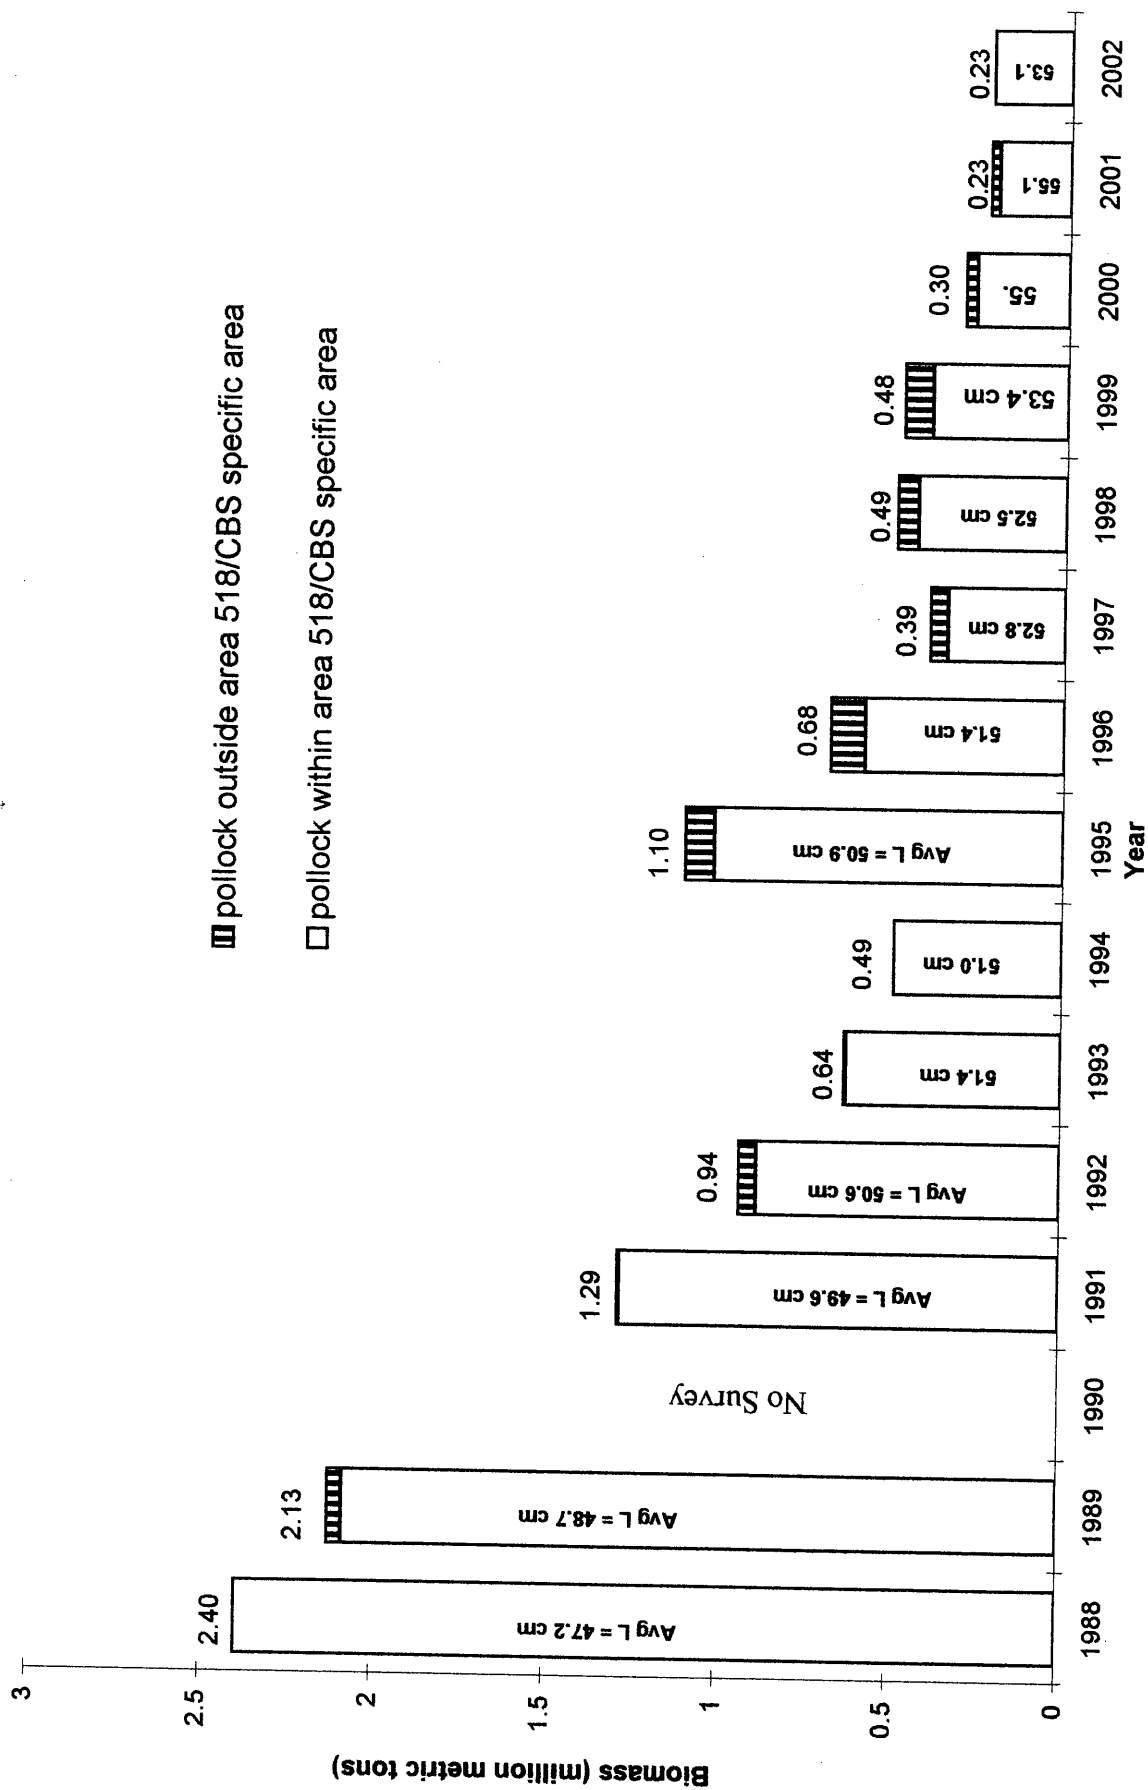 pollock outside area 518/CBS specific area
pollock within area 518/CBS specific area
Biomass (million metric tons)
3
2.5
2
1.5
1
0.5
0
2.40
Avg L = 47.2 cm
2.13
Avg L = 48.7 cm
No Survey
1.29
Avg L = 49.6 cm
0.94
Avg L = 50.6 cm
0.64
51.4 cm
0.49
51.0 cm
1.10
Avg L = 50.9 cm
0.68
51.4 cm
0.39
52.8 cm
0.49
52.5 cm
0.48
53.4 cm
0.30
55.
0.23
55.1
0.23
53.1
1988 1989 1990 1991 1992 1993 1994 1995 1996 1997 1998 1999 2000 2001 2002
Year